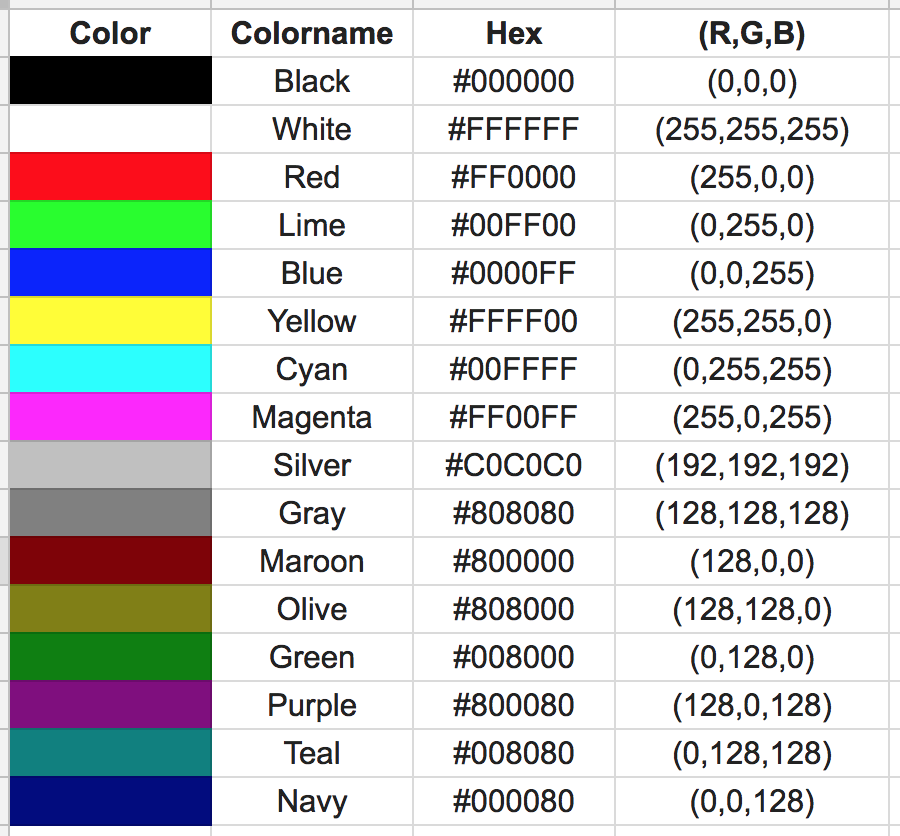 Color Colorname Hex (R,G,B)
Black #000000 (0,0,0)
White #FFFFFF (255,255,255)
Red #FF0000 (255,0,0)
Lime #00FF00 (0,255,0)
Blue #0000FF (0,0,255)
Yellow #FFFF00 (255,255,0)
Cyan #00FFFF (0,255,255)
Magenta #FF00FF (255,0,255)
Silver #C0C0C0 (192,192,192)
Gray #808080 (128,128,128)
Maroon #800000 (128,0,0)
Olive #808000 (128,128,0)
Green #008000 (0,128,0)
Purple #800080 (128,0,128)
Teal #008080 (0,128,128)
Navy #000080 (0,0,128)